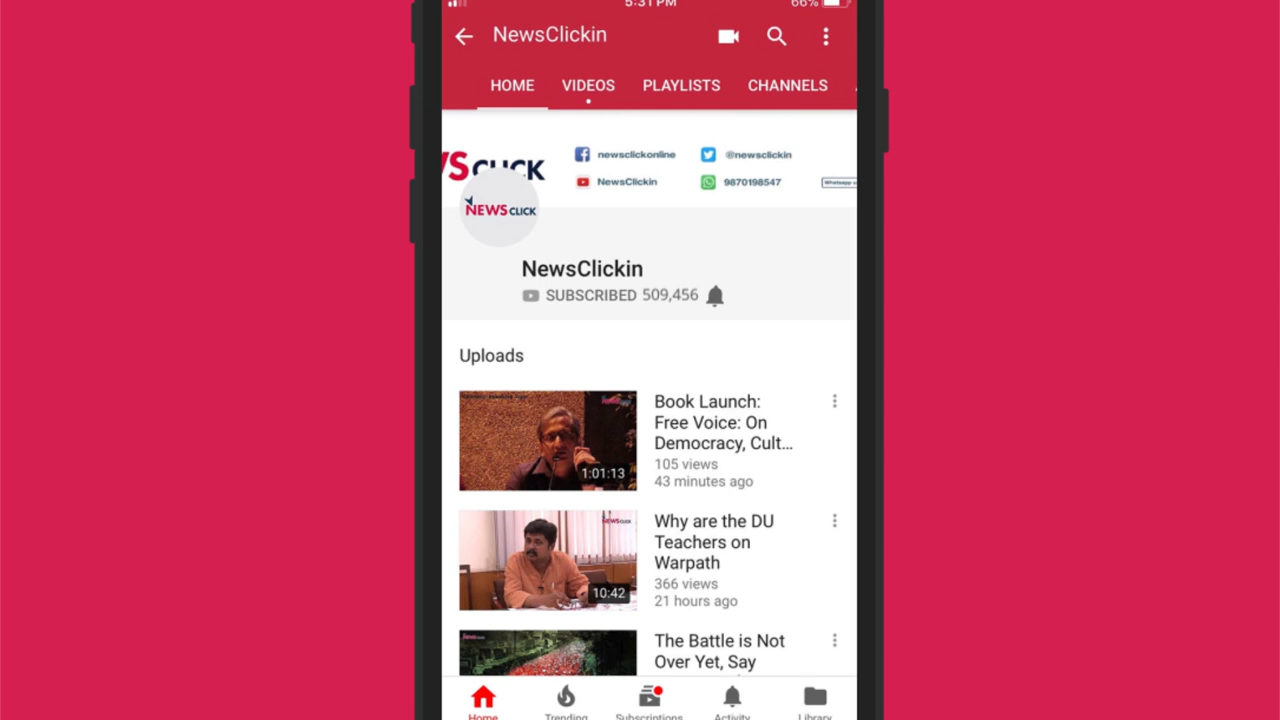 5:31 PM 66%
NewsClickin
HOME VIDEOS PLAYLISTS CHANNELS
WS CLICK
newsclickonline @newsclickin
NewsClickin 9870198547
NEWS CLICK
NewsClickin
SUBSCRIBED 509,456
Uploads
Book Launch:
Free Voice: On
Democracy, Cult...
105 views
43 minutes ago
1:01:13
NEWSCLICK
Why are the DU
Teachers on
Warpath
366 views
21 hours ago
10:42
The Battle is Not
Over Yet, Say
Home Trending Subscriptions Activity Library